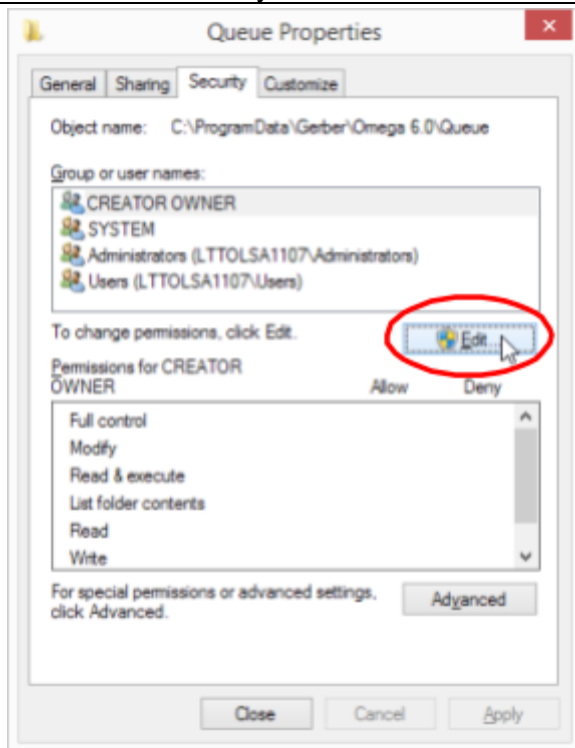 Queue Properties
General Sharing Security Customize
Object name: C:\ProgramData\Gerber\Omega 6.0\Queue
Group or user names:
CREATOR OWNER
SYSTEM
Administrators (LTTOLSA1107\Administrators)
Users (LTTOLSA1107\Users)
To change permissions, click Edit.
Edit...
Permissions for CREATOR
OWNER Allow Deny
Full control
Modify
Read & execute
List folder contents
Read
Write
For special permissions or advanced settings,
click Advanced.
Advanced
Close Cancel Apply